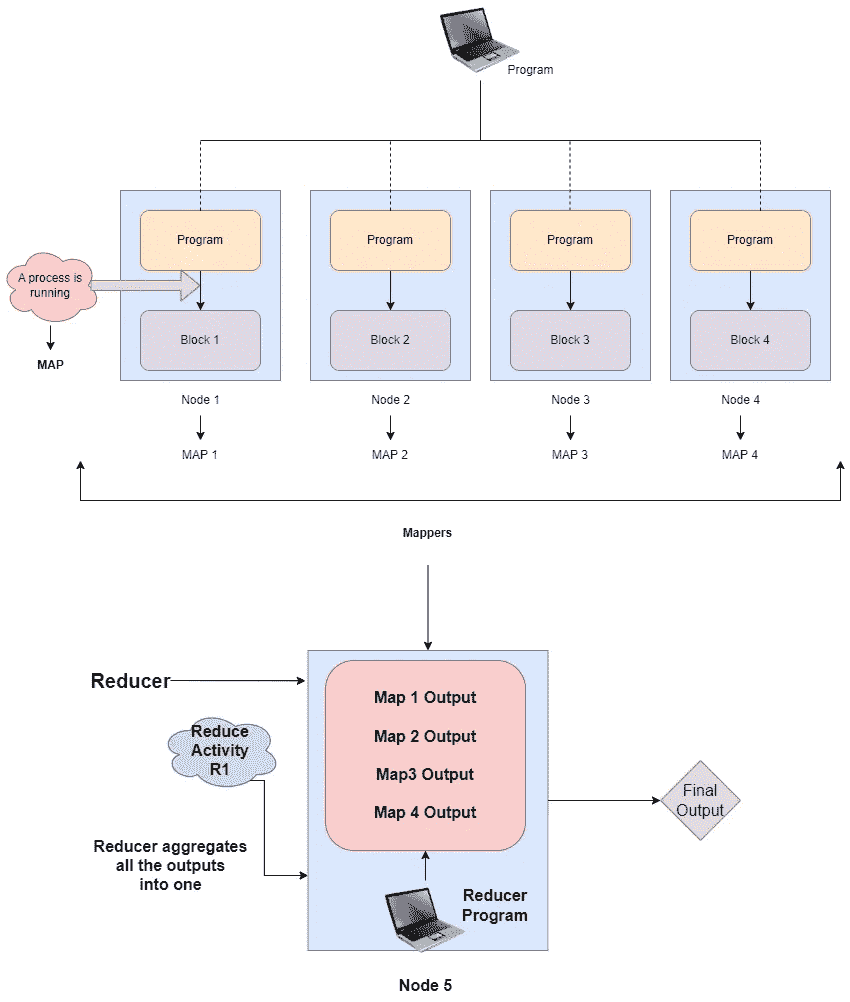 Program
Program
Program
Program
Program
A process is
running
Block 1
Block 2
Block 3
Block 4
MAP
Node 1
Node 2
Node 3
Node 4
MAP 1
MAP 2
MAP 3
MAP 4
Mappers
Reducer
Map 1 Output
Map 2 Output
Map3 Output
Map 4 Output
Reduce
Activity
R1
Final
Output
Reducer aggregates
all the outputs
into one
Reducer
Program
Node 5